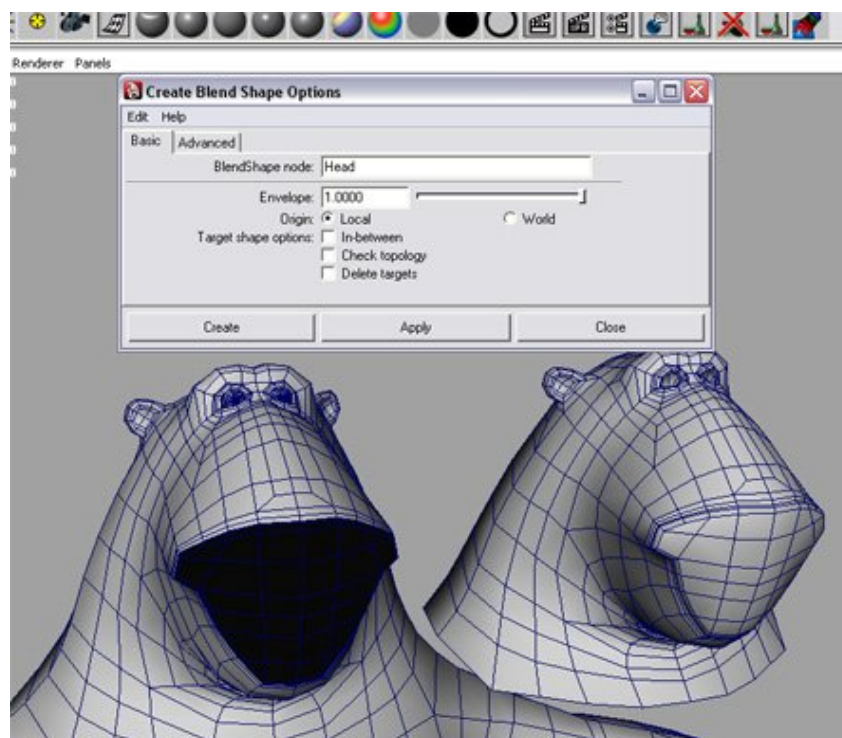 Renderer Panels
Create Blend Shape Options
Edit Help
Basic Advanced
BlendShape node: Head
Envelope: 1.0000
Origin: Local World
Target shape options: In-between
Check topology
Delete targets
Create Apply Close